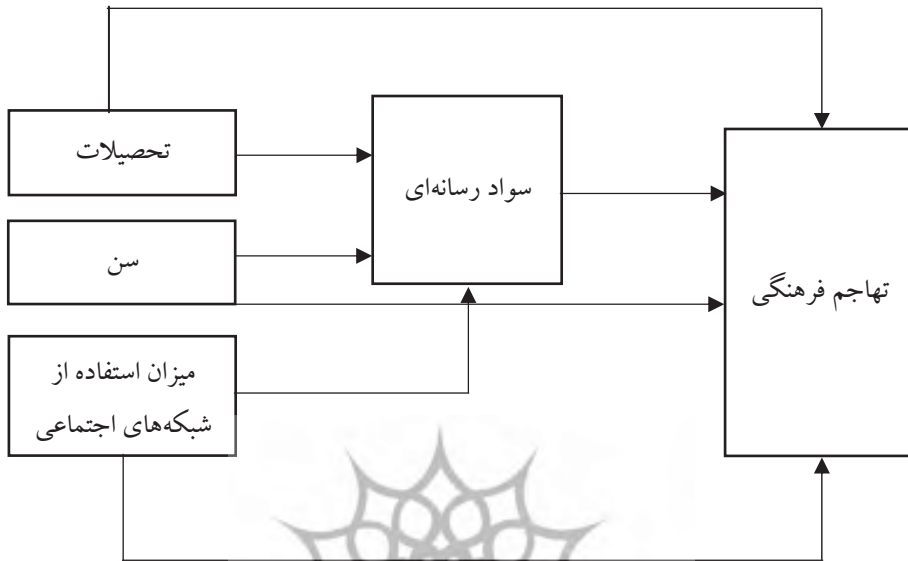 تحصیلات
سواد رسانه‌ای
سن
تهاجم فرهنگی
میزان استفاده از
شبکه‌های اجتماعی